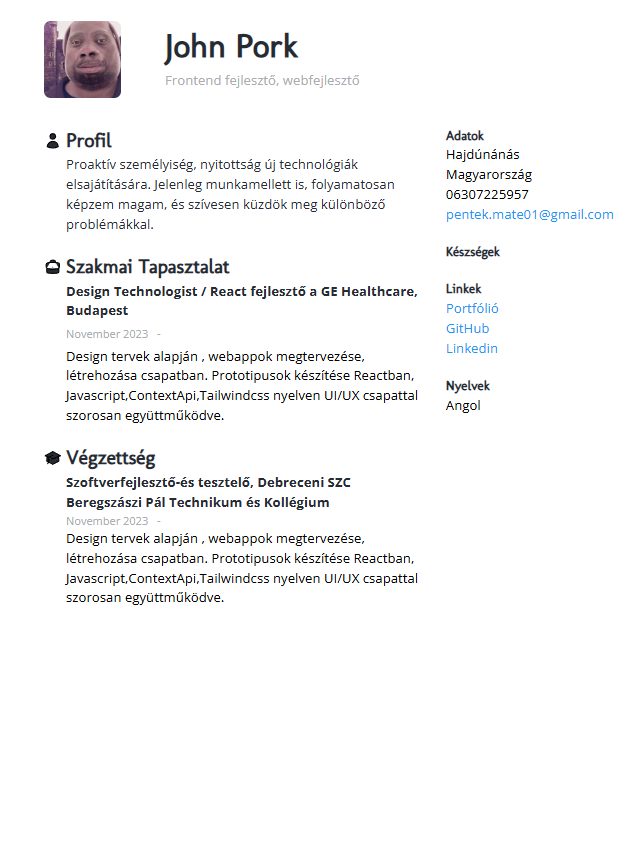 John Pork
Frontend fejlesztő, webfejlesztő
Profil
Proaktív személyiség, nyitottság új technológiák
elsajátítására. Jelenleg munkamellett is, folyamatosan
képzem magam, és szívesen küzdök meg különböző
problémákkal.
Szakmai Tapasztalat
Design Technologist / React fejlesztő a GE Healthcare,
Budapest
November 2023 -
Design tervek alapján , webappok megtervezése,
létrehozása csapatban. Prototipusok készítése Reactban,
Javascript,ContextApi,Tailwindcss nyelven UI/UX csapattal
szorosan együttműködve.
Végzettség
Szoftverfejlesztő-és tesztelő, Debreceni SZC
Beregszászi Pál Technikum és Kollégium
November 2023 -
Design tervek alapján , webappok megtervezése,
létrehozása csapatban. Prototipusok készítése Reactban,
Javascript,ContextApi,Tailwindcss nyelven UI/UX csapattal
szorosan együttműködve.
Adatok
Hajdúnánás
Magyarország
06307225957
pentek.mate01@gmail.com
Készségek
Linkek
Portfólió
GitHub
Linkedin
Nyelvek
Angol